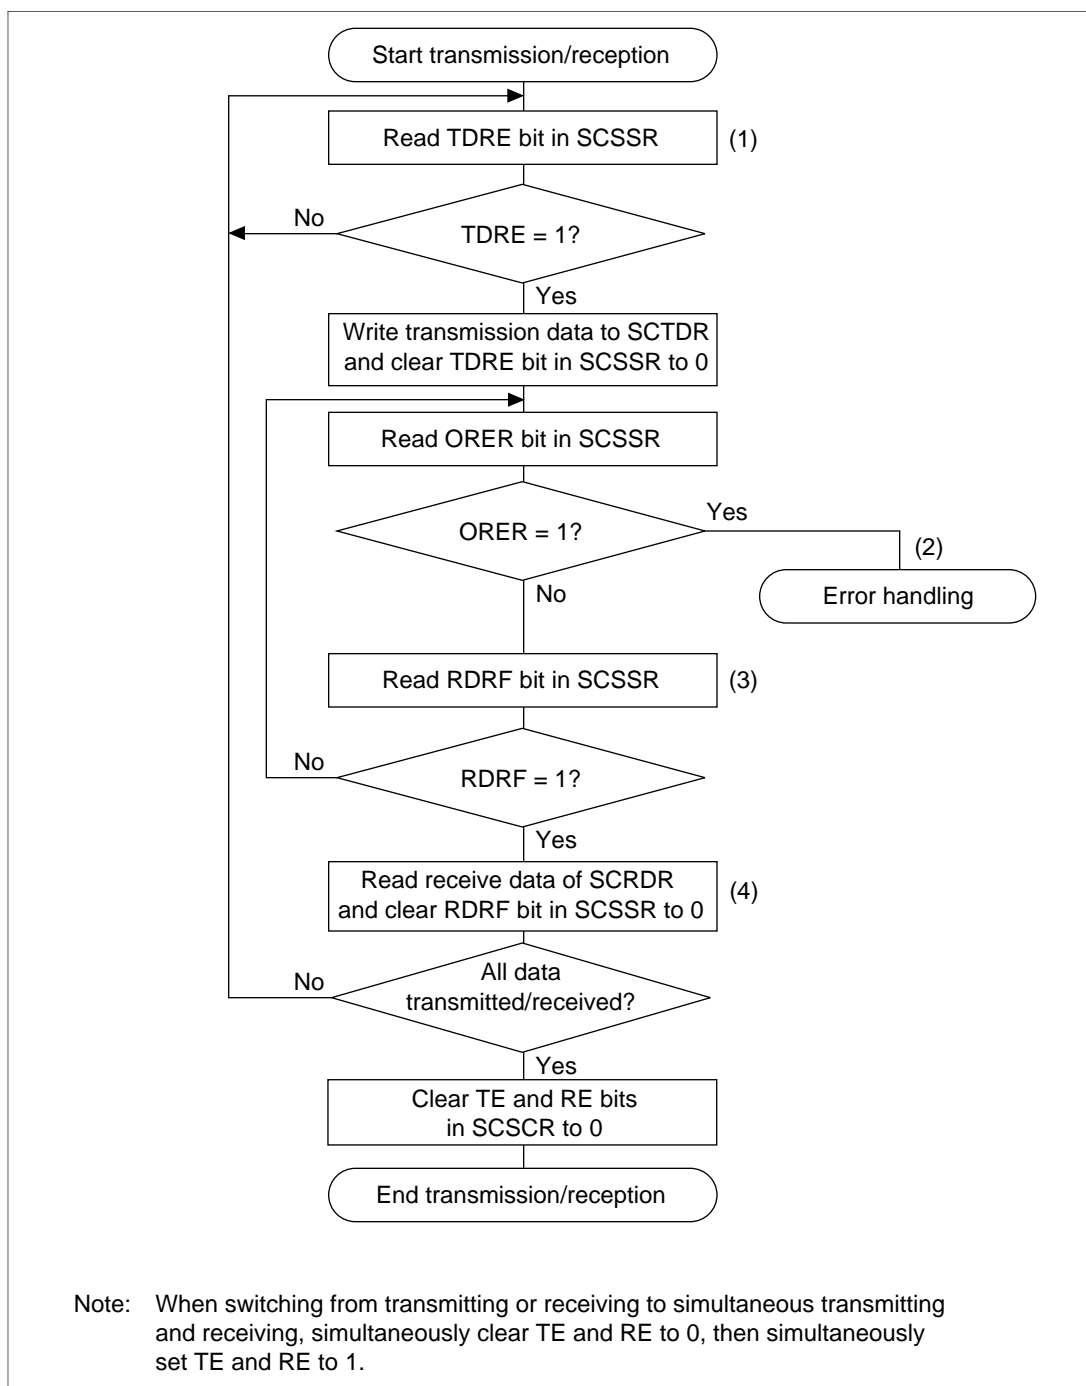 Start transmission/reception
Read TDRE bit in SCSSR
(1)
No
TDRE = 1?
Yes
Write transmission data to SCTDR
and clear TDRE bit in SCSSR to 0
Read ORER bit in SCSSR
ORER = 1?
Yes
(2)
No
Error handling
Read RDRF bit in SCSSR
(3)
No
RDRF = 1?
Yes
Read receive data of SCRDR
and clear RDRF bit in SCSSR to 0
(4)
No
All data
transmitted/received?
Yes
Clear TE and RE bits
in SCSCR to 0
End transmission/reception
Note: When switching from transmitting or receiving to simultaneous transmitting
and receiving, simultaneously clear TE and RE to 0, then simultaneously
set TE and RE to 1.